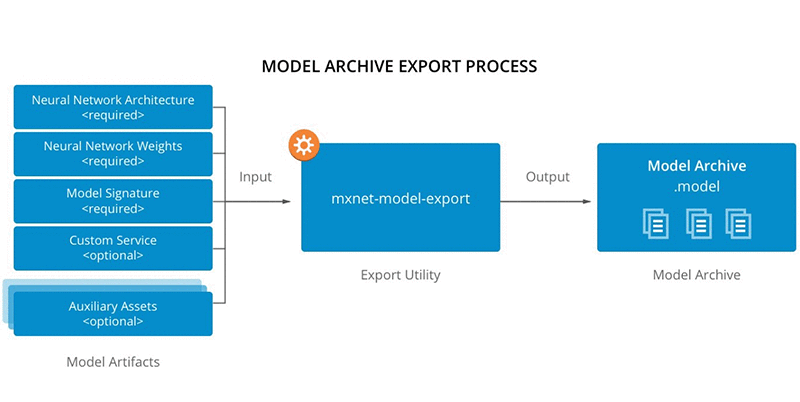 MODEL ARCHIVE EXPORT PROCESS
Neural Network Architecture
<required>
Neural Network Weights
<required>
Model Signature
<required>
Custom Service
<optional>
Auxiliary Assets
<optional>
Model Artifacts
Input
mxnet-model-export
Export Utility
Output
Model Archive
.model
Model Archive